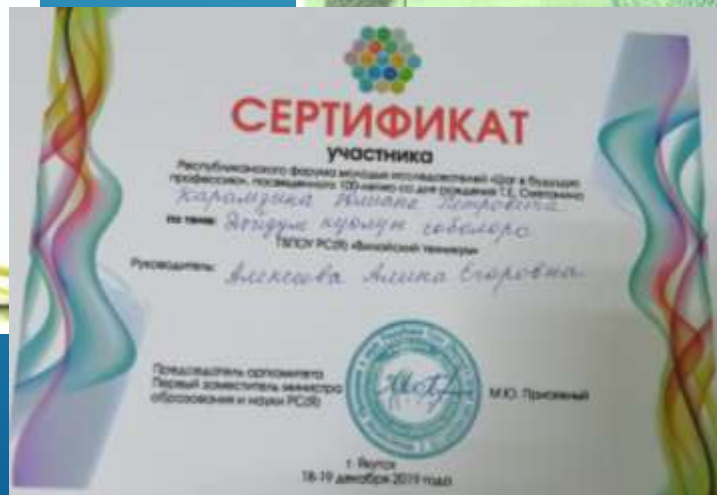 СЕРТИФИКАТ
участника
Республиканского форума молодых исследователей «Шаг в будущую
профессию», посвященного 100-летию со дня рождения Т.Е. Сметанина
Юлиана Петровича
по теме:
ГБПОУ РС(Я) «Вилюйский техникум»
Руководитель: Алексеева Алина Егоровна
Председатель оргкомитета
Первый заместитель министра
образования и науки РС(Я) М.Ю. Присяжный
г. Якутск
18-19 декабря 2019 года